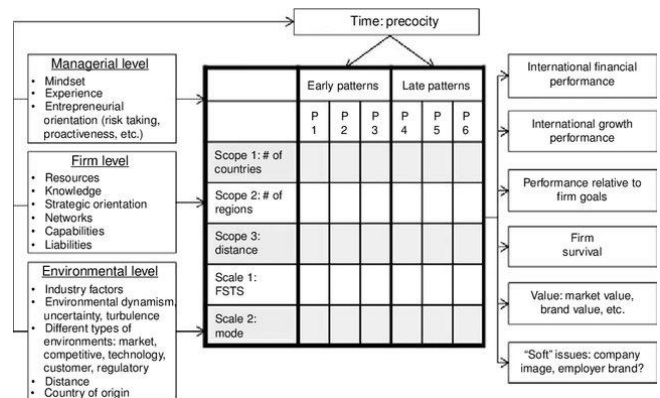 Time: precocity
Managerial level
• Mindset
• Experience
• Entrepreneurial
orientation (risk taking,
proactiveness, etc.)
Firm level
• Resources
• Knowledge
• Strategic orientation
• Networks
• Capabilities
• Liabilities
Environmental level
• Industry factors
• Environmental dynamism,
uncertainty, turbulence
• Different types of
environments: market,
competitive, technology,
customer, regulatory
• Distance
• Country of origin
Early patterns
Late patterns
P
1
P
2
P
3
P
4
P
5
P
6
Scope 1: # of
countries
Scope 2: # of
regions
Scope 3:
distance
Scale 1:
FSTS
Scale 2:
mode
International financial
performance
International growth
performance
Performance relative to
firm goals
Firm
survival
Value: market value,
brand value, etc.
"Soft" issues: company
image, employer brand?